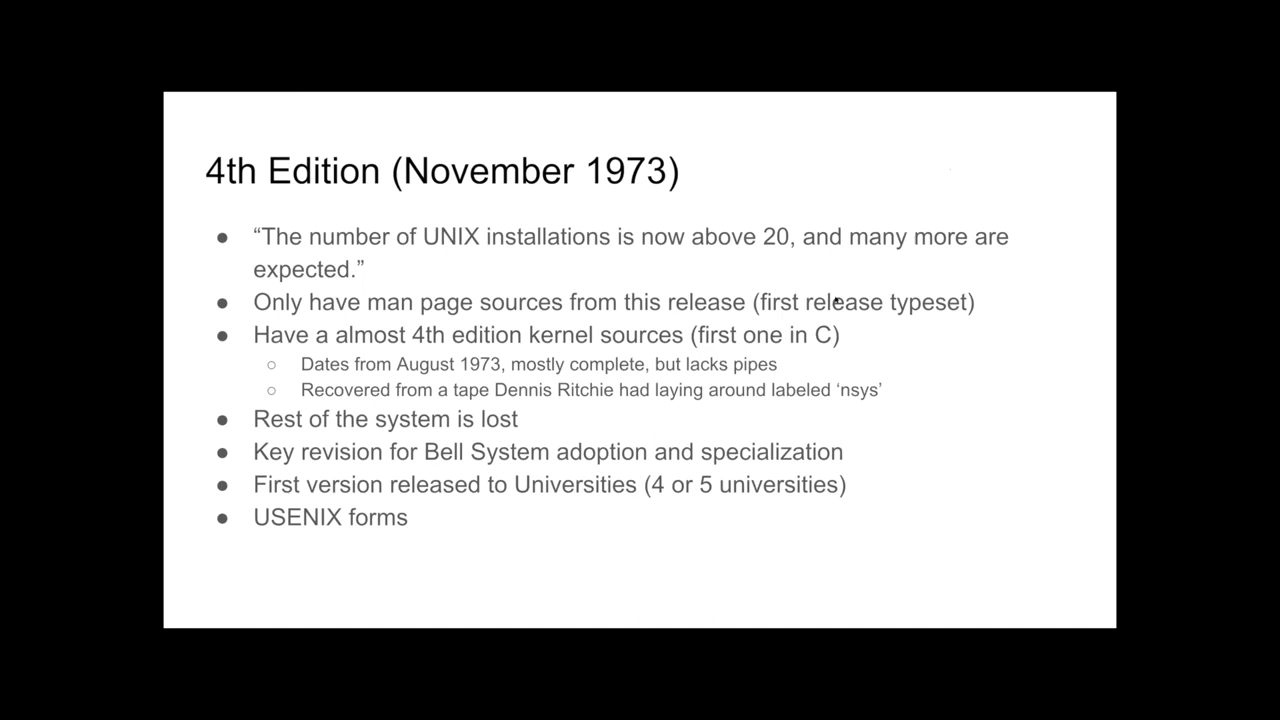 4th Edition (November 1973)
● “The number of UNIX installations is now above 20, and many more are
expected.”
● Only have man page sources from this release (first release typeset)
● Have a almost 4th edition kernel sources (first one in C)
○ Dates from August 1973, mostly complete, but lacks pipes
○ Recovered from a tape Dennis Ritchie had laying around labeled ‘nsys’
● Rest of the system is lost
● Key revision for Bell System adoption and specialization
● First version released to Universities (4 or 5 universities)
● USENIX forms